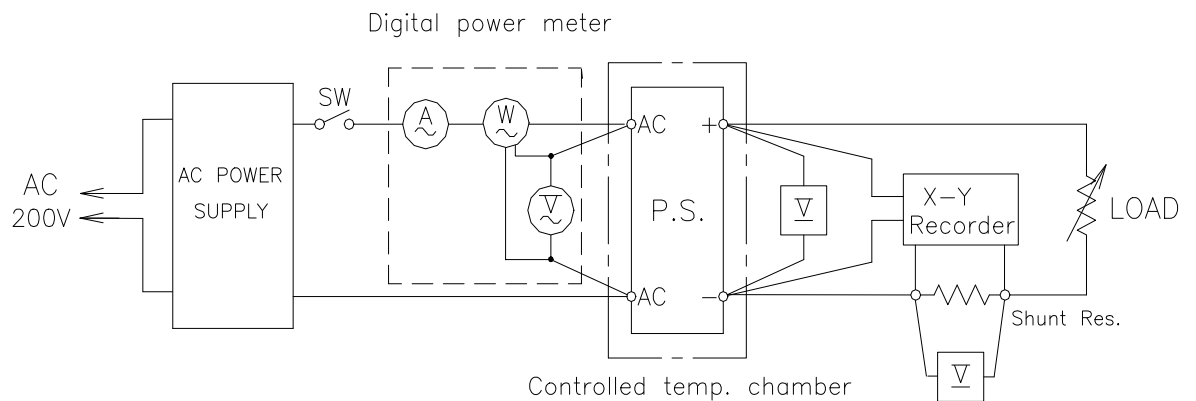 Digital power meter
SW
A
W
AC
+
AC POWER
SUPPLY
AC
200V
V
P.S.
V
X-Y
Recorder
LOAD
AC
-
Shunt Res.
V
Controlled temp. chamber